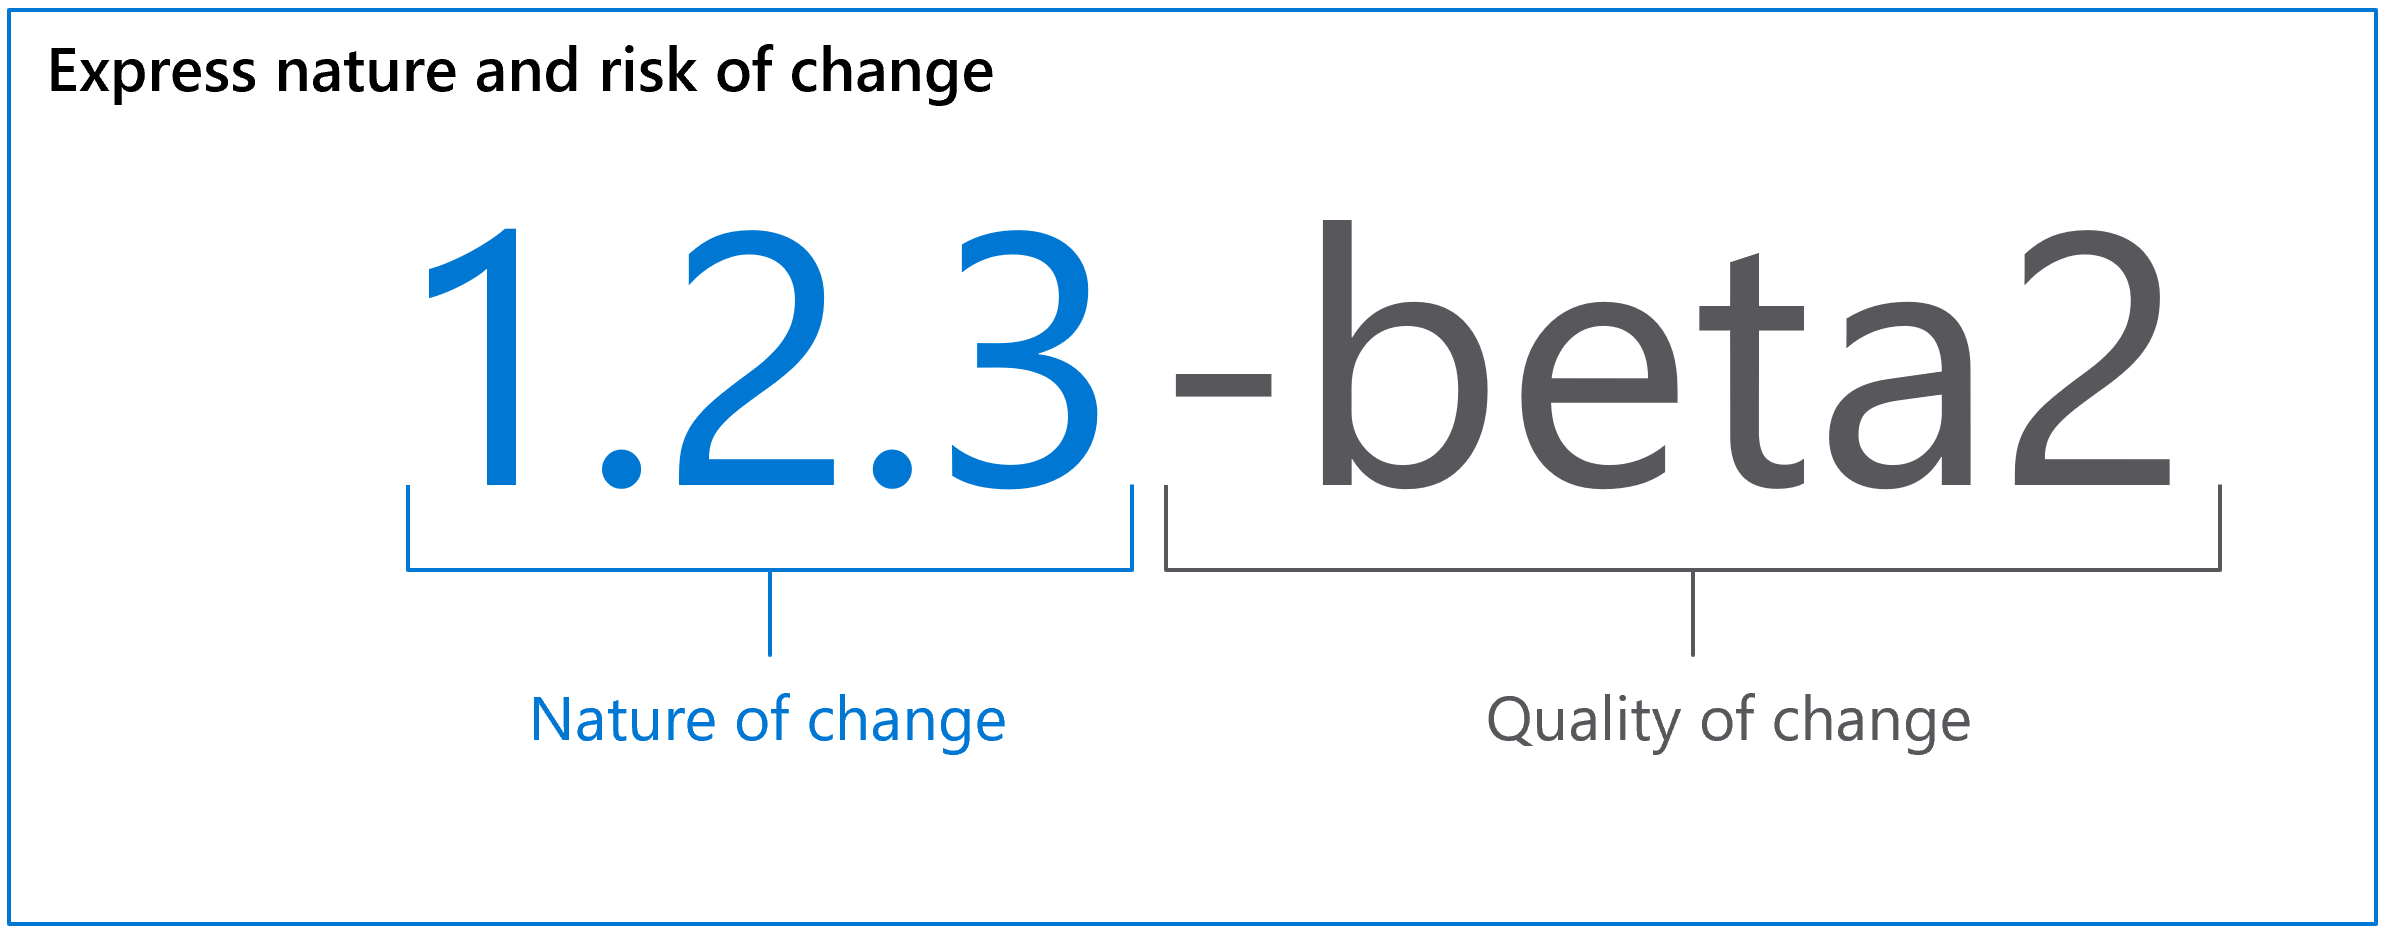 Express nature and risk of change
1.2.3-beta2
Nature of change
Quality of change